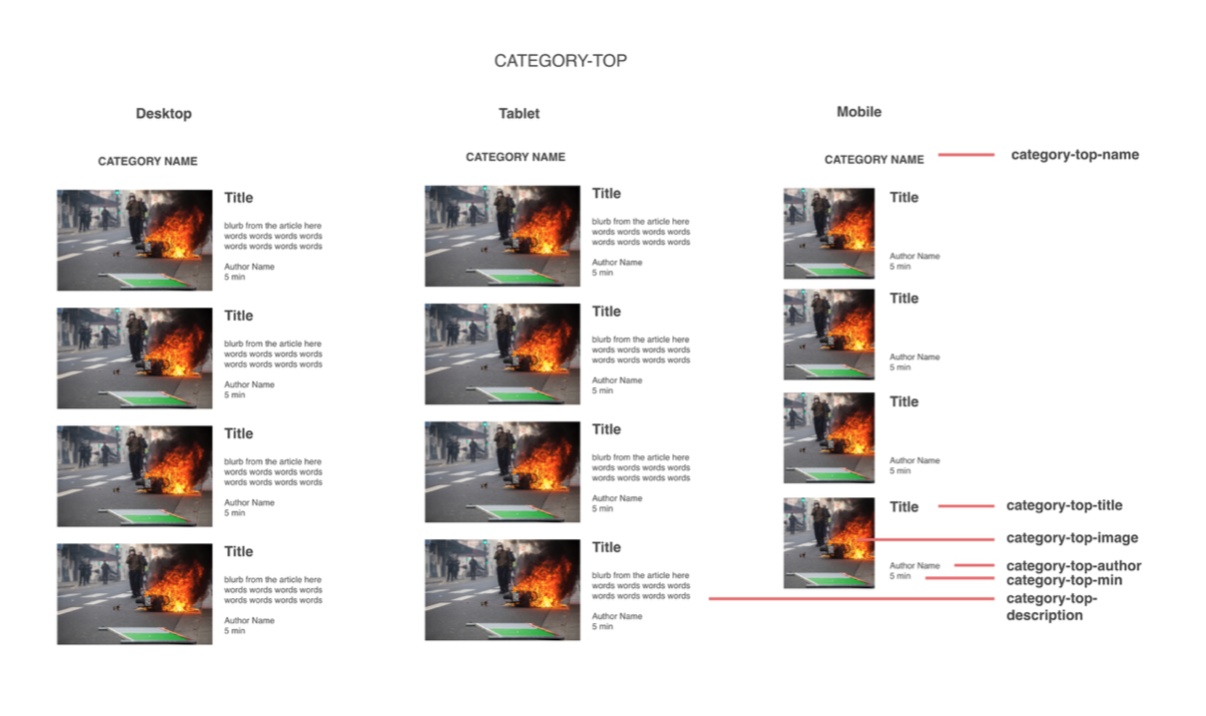 CATEGORY-TOP
Desktop
CATEGORY NAME
Title
blurb from the article here
words words words words
words words words words
Author Name
5 min
Title
blurb from the article here
words words words words
words words words words
Author Name
5 min
Title
blurb from the article here
words words words words
words words words words
Author Name
5 min
Title
blurb from the article here
words words words words
words words words words
Author Name
5 min
Tablet
CATEGORY NAME
Title
blurb from the article here
words words words words
words words words words
Author Name
5 min
Title
blurb from the article here
words words words words
words words words words
Author Name
5 min
Title
blurb from the article here
words words words words
words words words words
Author Name
5 min
Title
blurb from the article here
words words words words
words words words words
Author Name
5 min
Mobile
CATEGORY NAME
category-top-name
Title
Author Name
5 min
Title
Author Name
5 min
Title
Author Name
5 min
Title
Author Name
5 min
category-top-title
category-top-image
category-top-author
category-top-min
category-top-
description